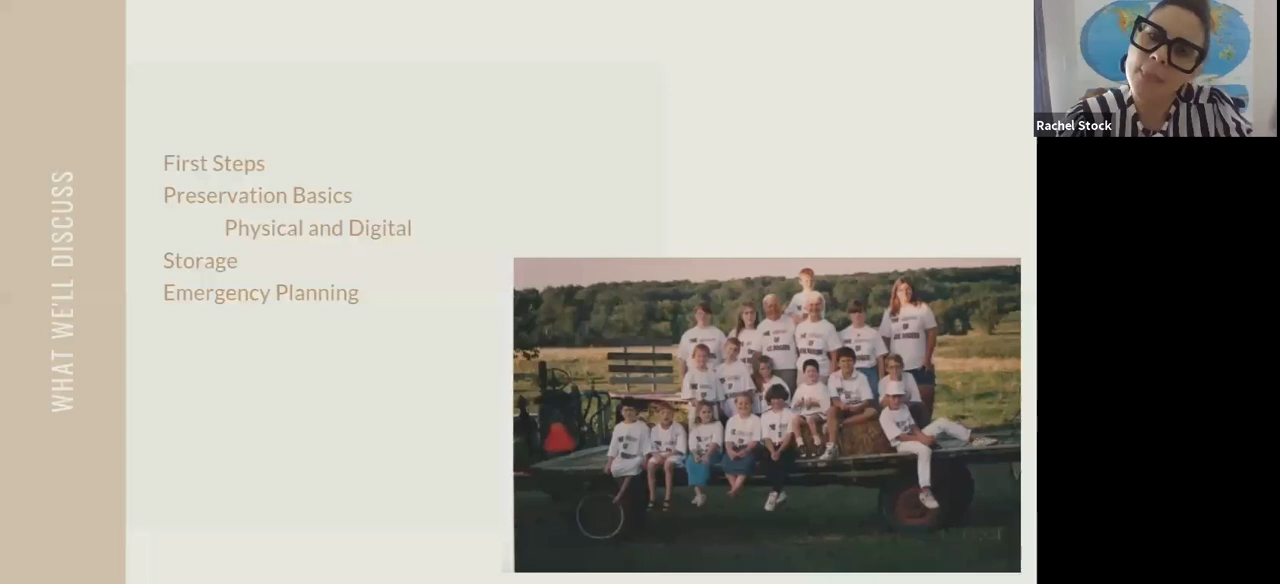 WHAT WE'LL DISCUSS
First Steps
Preservation Basics
Physical and Digital
Storage
Emergency Planning
Rachel Stock